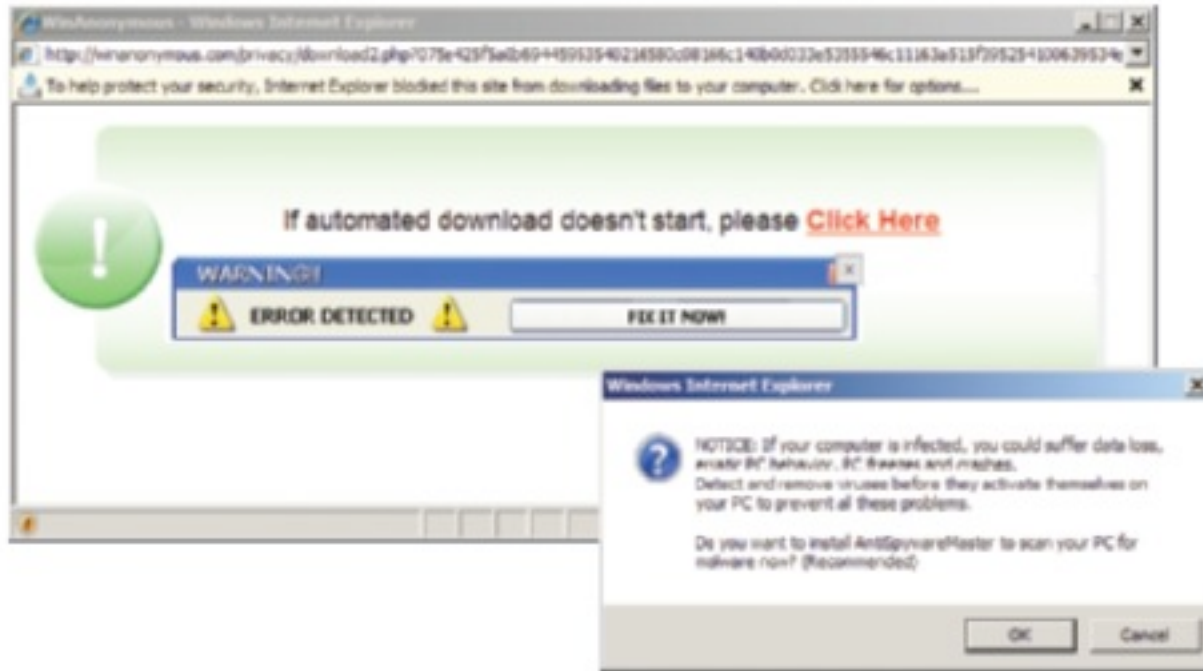 WinAnonymous - Windows Internet Explorer
To help protect your security, Internet Explorer blocked this site from downloading files to your computer. Click here for options...
If automated download doesn't start, please Click Here
WARNING!!
ERROR DETECTED
FIX IT NOW!
Windows Internet Explorer
NOTICE: If your computer is infected, you could suffer data loss,
erratic PC behavior, PC freezes and crashes.
Detect and remove viruses before they activate themselves on
your PC to prevent all these problems.
Do you want to install AntiSpywareMaster to scan your PC for
malware now? (Recommended)
OK
Cancel